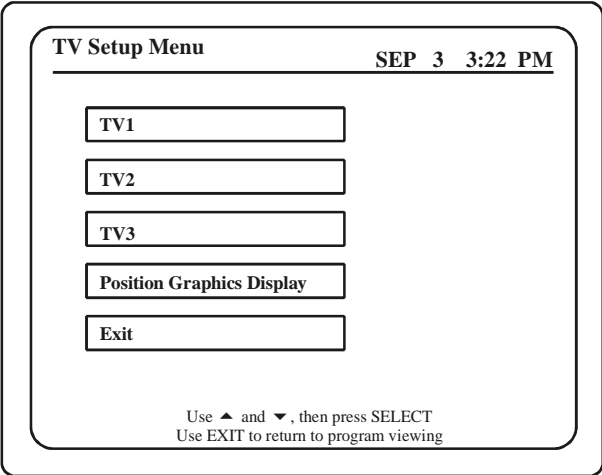 TV Setup Menu
SEP 3 3:22 PM
TV1
TV2
TV3
Position Graphics Display
Exit
Use ▲ and ▼, then press SELECT
Use EXIT to return to program viewing